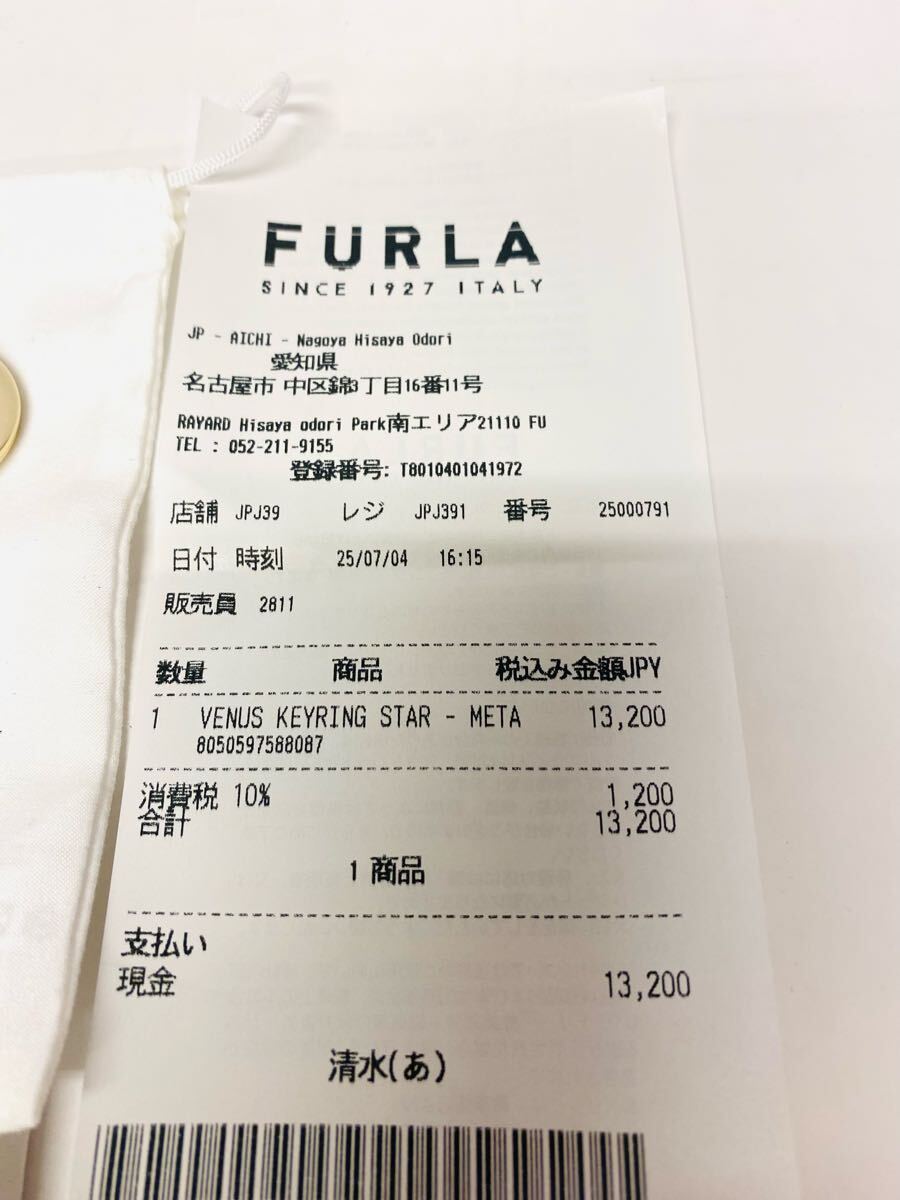 FURLA
SINCE 1927 ITALY
JP - AICHI - Nagoya Hisaya Odori
愛知県
名古屋市 中区錦3丁目16番11号
RAYARD Hisaya odori Park南エリア21110 FU
TEL : 052-211-9155
登録番号: T8010401041972
店舗 JPJ39 レジ JPJ391 番号 25000791
日付 時刻 25/07/04 16:15
販売員 2811
数量 商品 税込み金額JPY
1 VENUS KEYRING STAR - META 13,200
8050597588087
消費税 10% 1,200
合計 13,200
1 商品
支払い
現金 13,200
清水(あ)